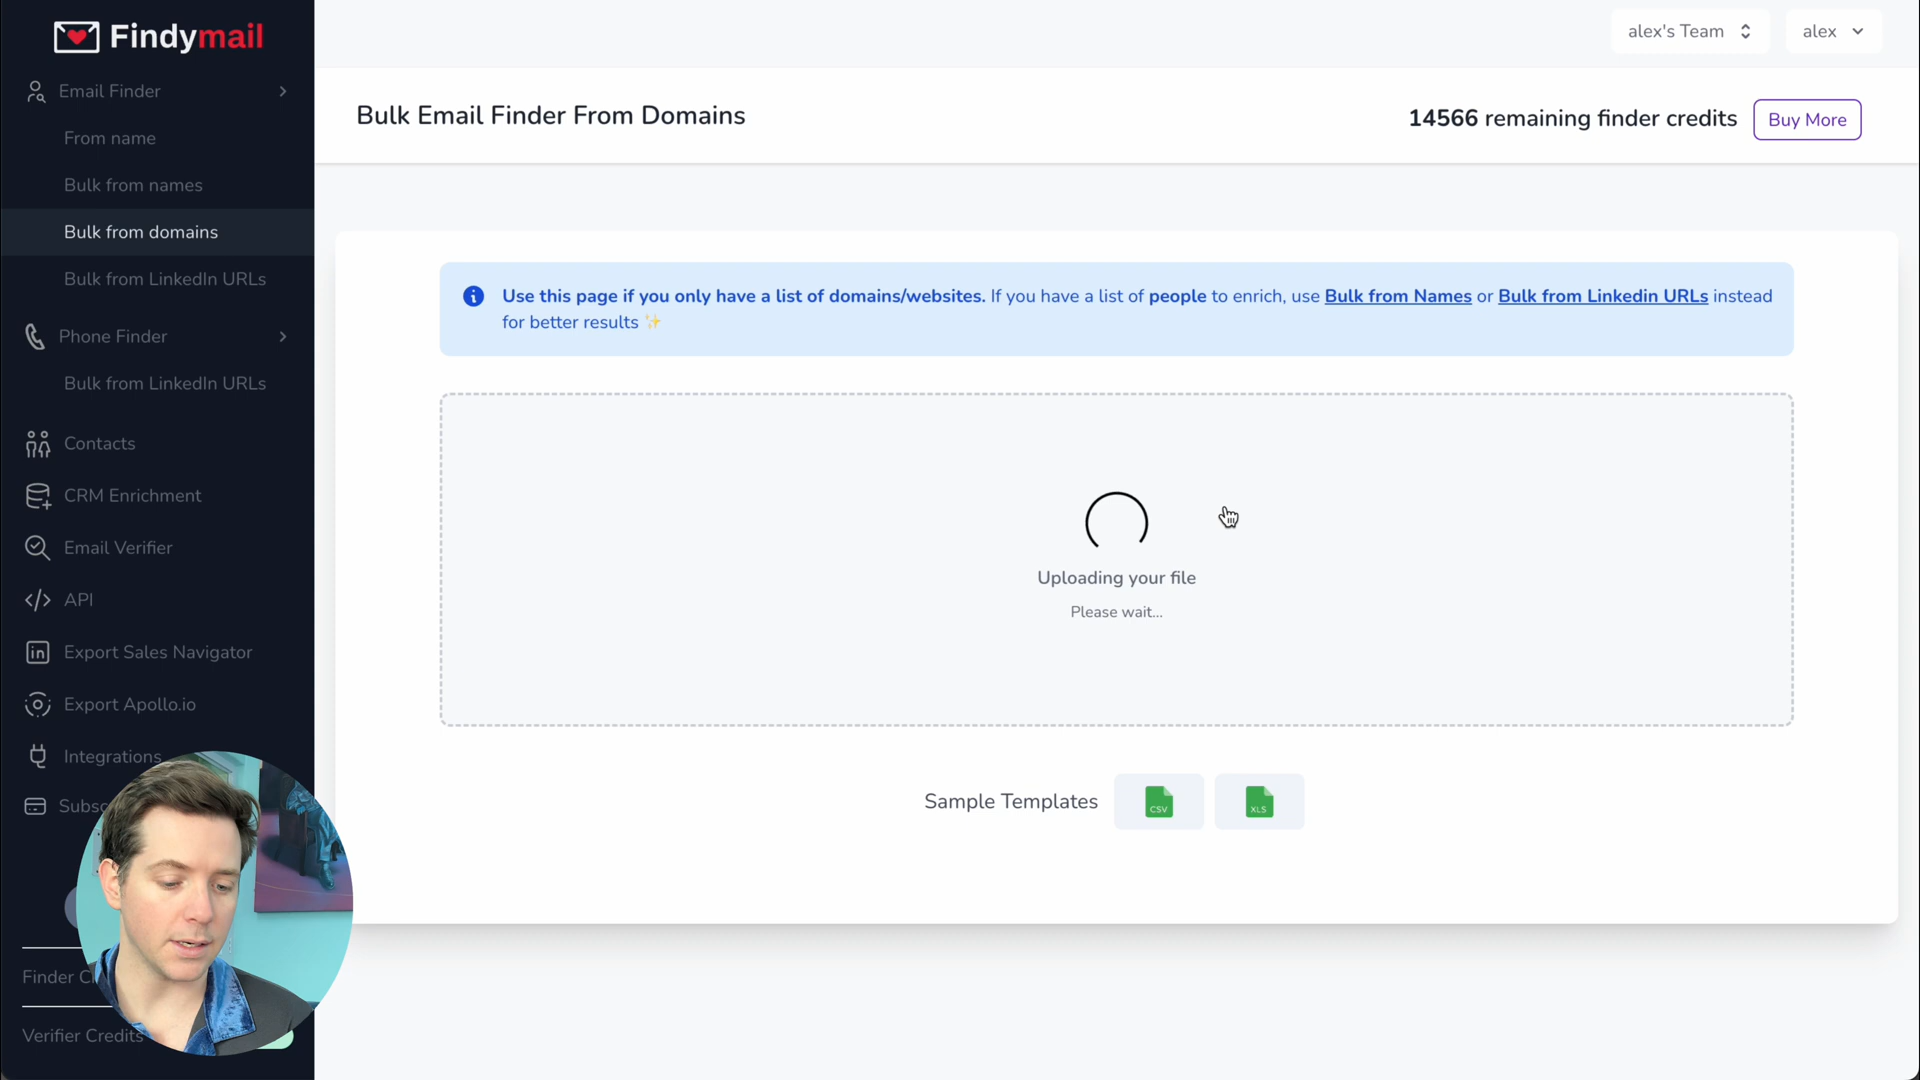 Findymail
Email Finder
From name
Bulk from names
Bulk from domains
Bulk from LinkedIn URLs
Phone Finder
Bulk from LinkedIn URLs
Contacts
CRM Enrichment
Email Verifier
API
Export Sales Navigator
Export Apollo.io
Integrations
Finder
Verifier Credits
alex's Team
alex
Bulk Email Finder From Domains
14566 remaining finder credits
Buy More
Use this page if you only have a list of domains/websites. If you have a list of people to enrich, use Bulk from Names or Bulk from Linkedin URLs instead
for better results ✨
Uploading your file
Please wait...
Sample Templates
CSV
XLS